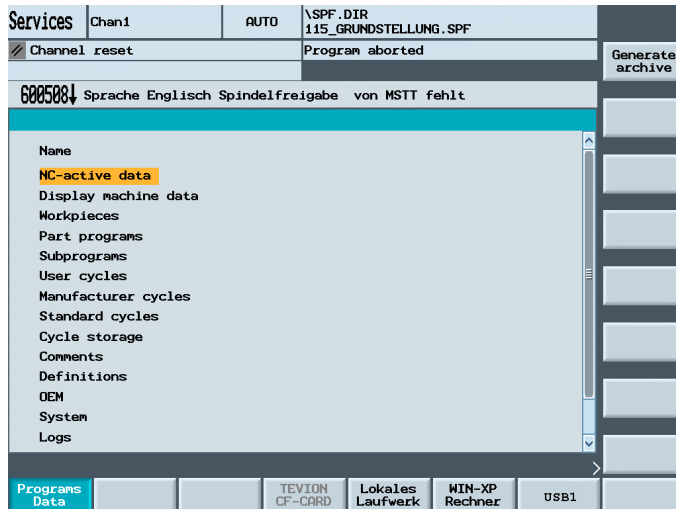 Services Chan1 AUTO \SPF.DIR
115_GRUNDSTELLUNG.SPF
Channel reset Program aborted
Generate
archive
600508↓ Sprache Englisch Spindelfreigabe von MSTT fehlt
Name
NC-active data
Display machine data
Workpieces
Part programs
Subprograms
User cycles
Manufacturer cycles
Standard cycles
Cycle storage
Comments
Definitions
OEM
System
Logs
Programs
Data
TEVION
CF-CARD
Lokales
Laufwerk
WIN-XP
Rechner
USB1